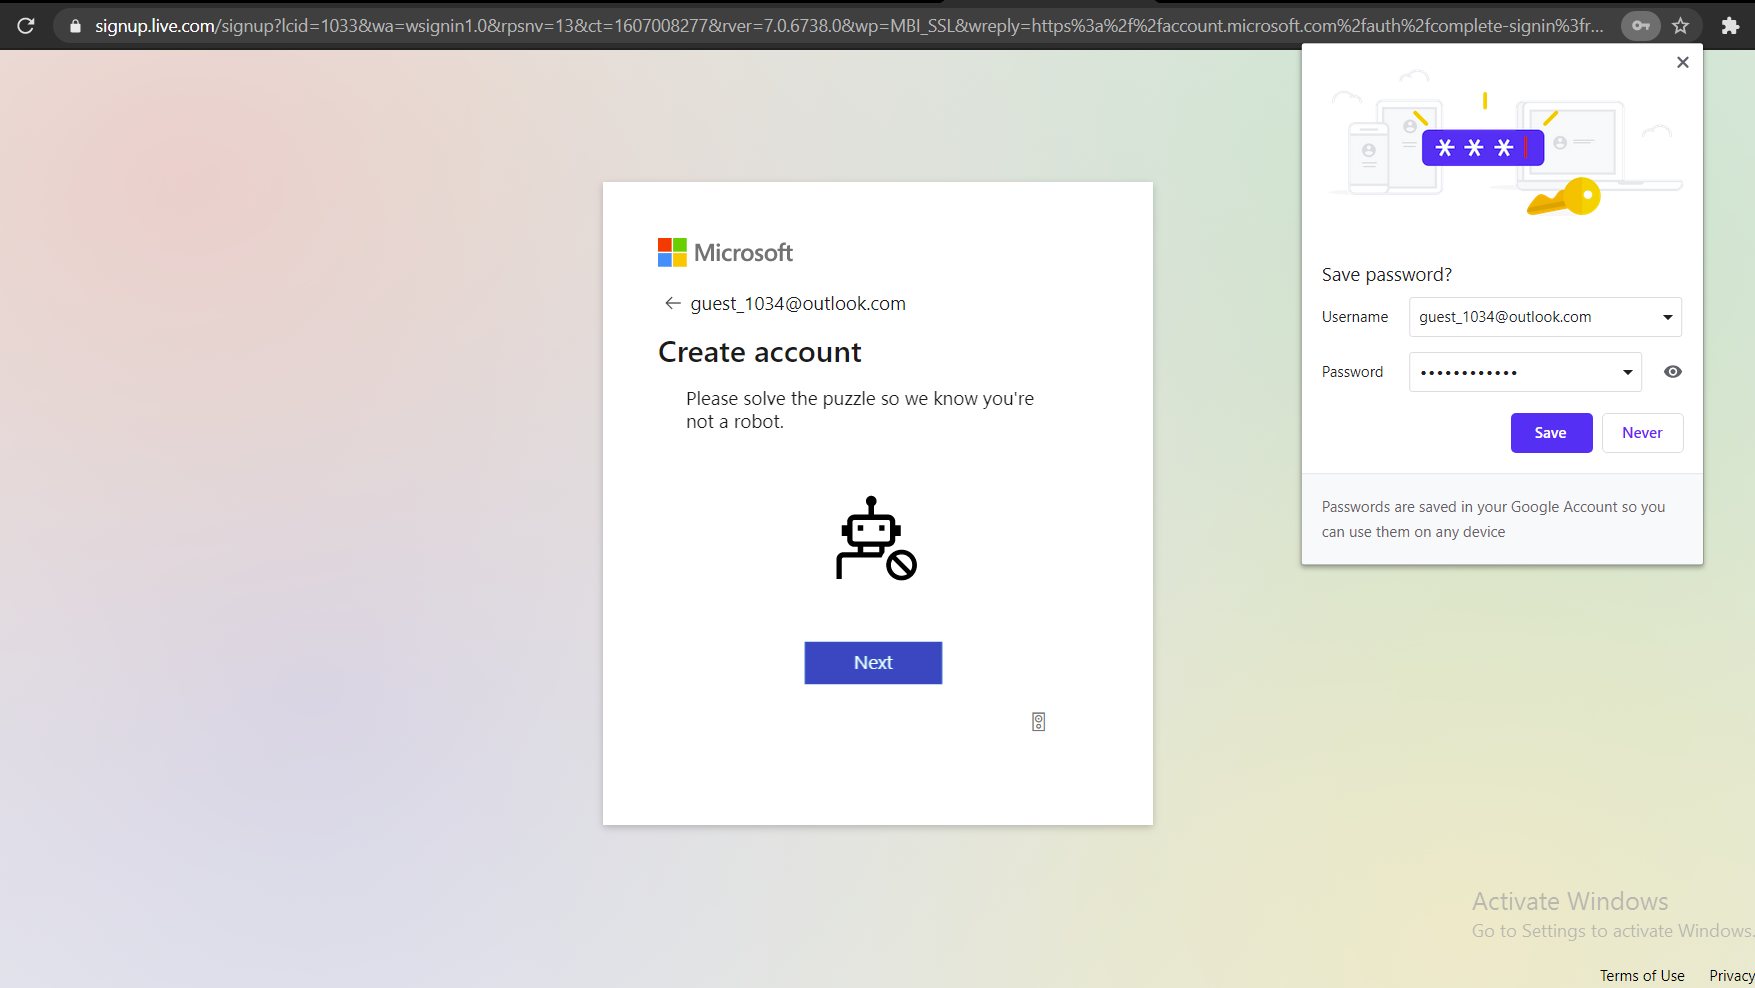 signup.live.com/signup?lcid=1033&wa=wsignin1.0&rpsnv=13&ct=1607008277&rver=7.0.6738.0&wp=MBI_SSL&wreply=https%3a%2f%2faccount.microsoft.com%2fauth%2fcomplete-signin%3fr...
Microsoft
guest_1034@outlook.com
Create account
Please solve the puzzle so we know you're
not a robot.
Next
Save password?
Username guest_1034@outlook.com
Password ••••••••••••
Save Never
Passwords are saved in your Google Account so you
can use them on any device
Activate Windows
Go to Settings to activate Windows.
Terms of Use Privacy